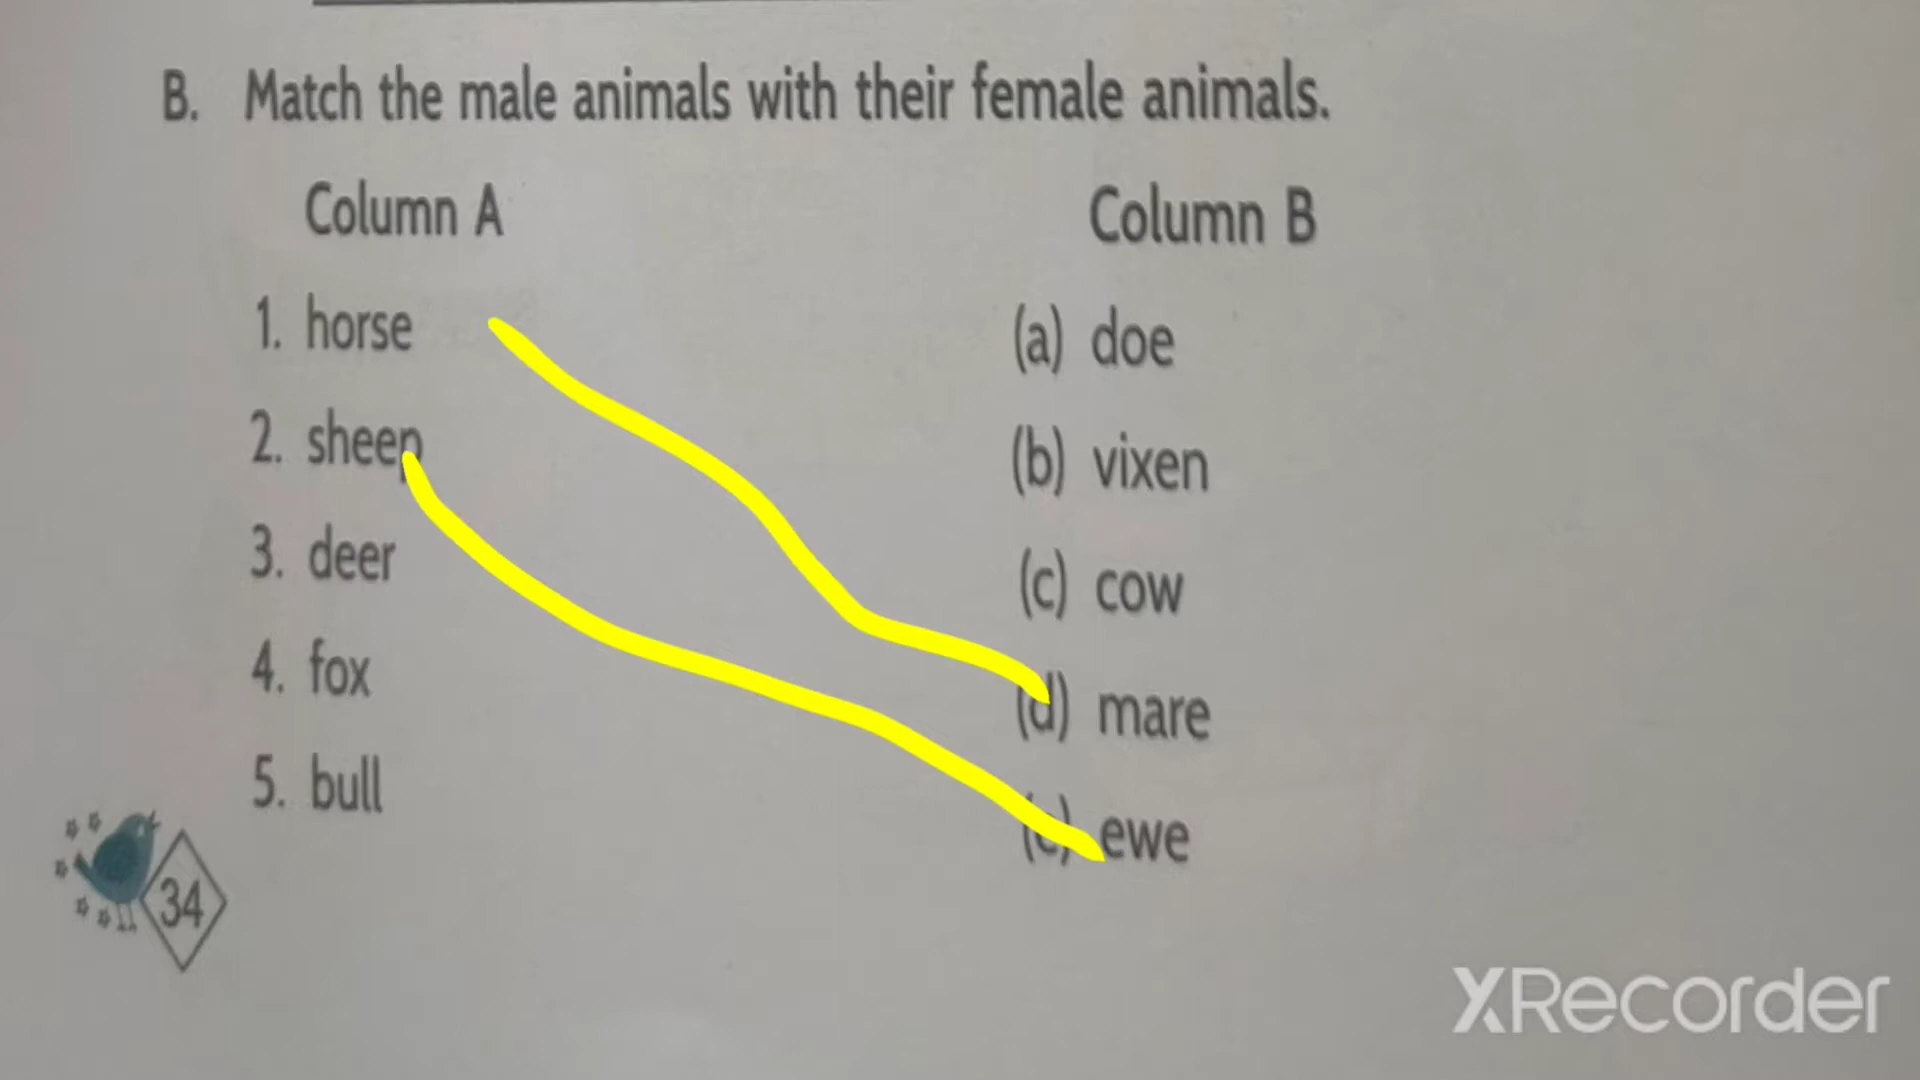 B. Match the male animals with their female animals.
Column A Column B
1. horse (a) doe
2. sheep (b) vixen
3. deer (c) cow
4. fox (d) mare
5. bull (e) ewe
34
XRecorder